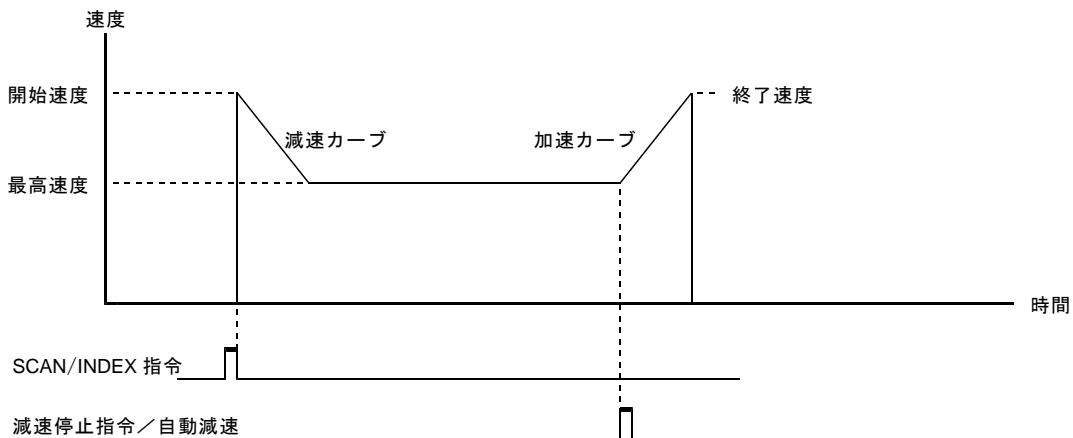 速度
開始速度
終了速度
減速カーブ
加速カーブ
最高速度
時間
SCAN/INDEX 指令
減速停止指令／自動減速